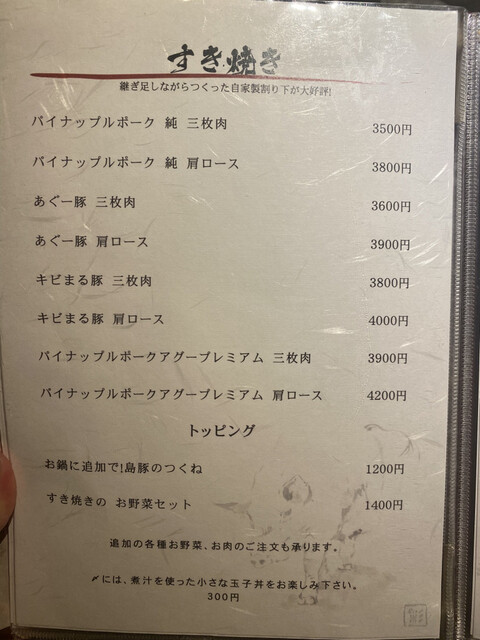 すき焼き
継ぎ足しながらつくった自家製割り下が大好評!
パイナップルポーク 純 三枚肉 3500円
パイナップルポーク 純 肩ロース 3800円
あぐー豚 三枚肉 3600円
あぐー豚 肩ロース 3900円
キビまる豚 三枚肉 3800円
キビまる豚 肩ロース 4000円
パイナップルポークアグープレミアム 三枚肉 3900円
パイナップルポークアグープレミアム 肩ロース 4200円
トッピング
お鍋に追加で!島豚のつくね 1200円
すき焼きの お野菜セット 1400円
追加の各種お野菜、お肉のご注文も承ります。
〆には、煮汁を使った小さな玉子丼をお楽しみ下さい。
300円